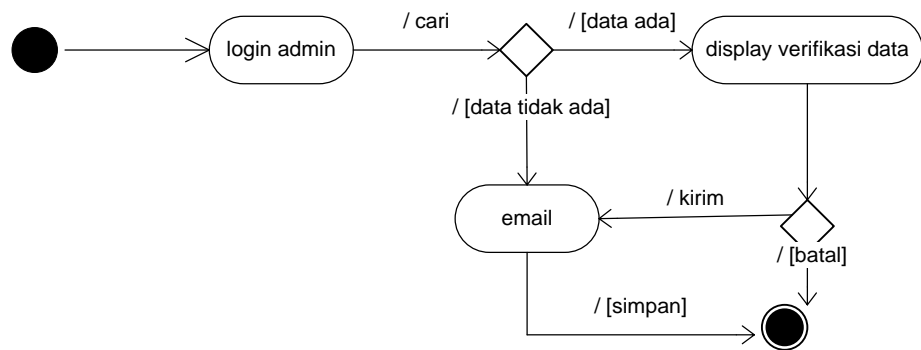 / cari
/ [data ada]
login admin
display verifikasi data
/ [data tidak ada]
/ kirim
email
/ [batal]
/ [simpan]